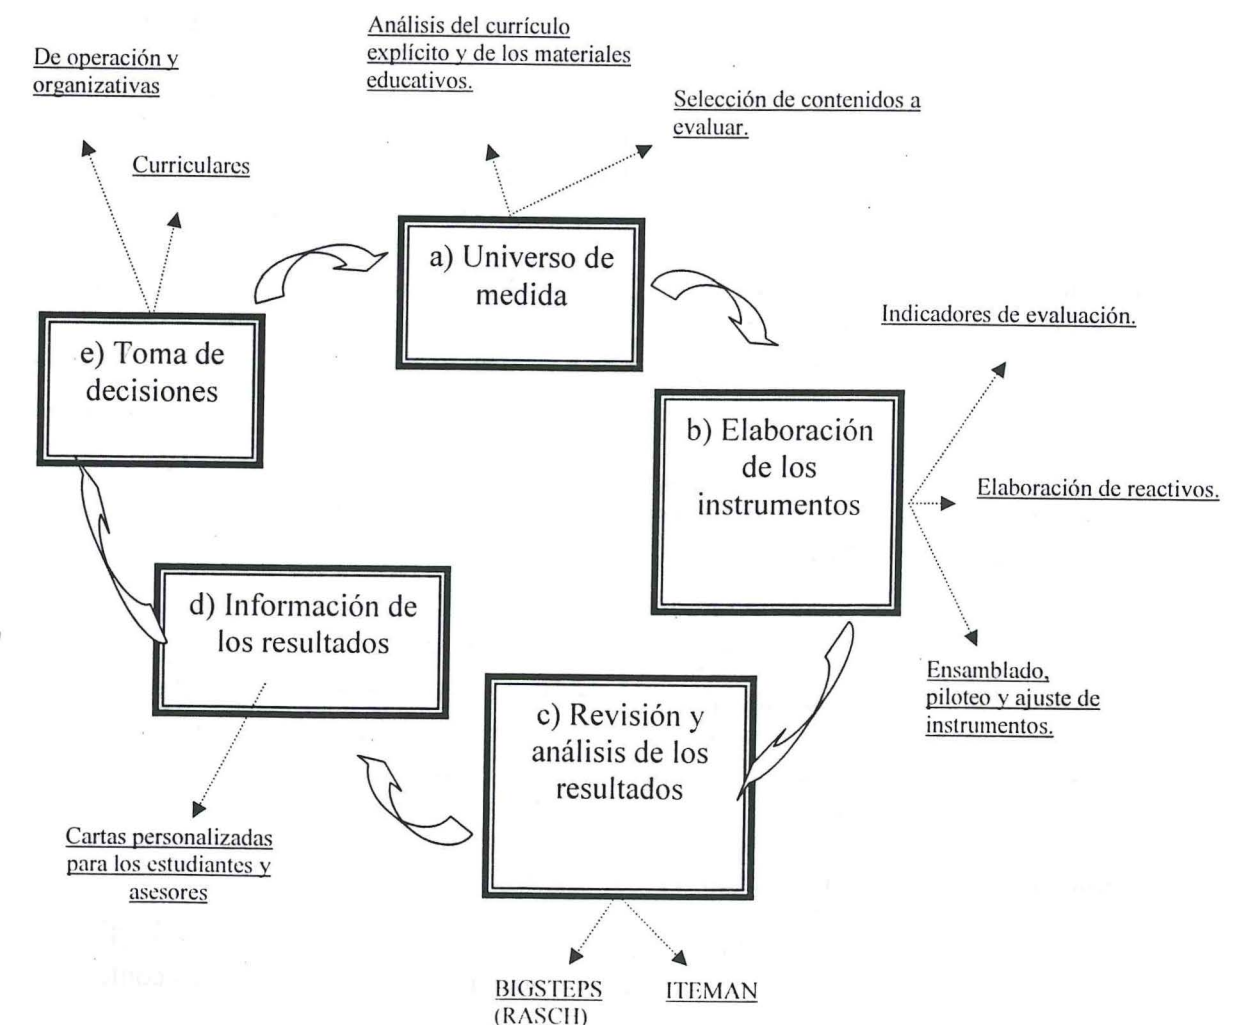 De operación y
organizativas
Curriculares
Análisis del currículo
explícito y de los materiales
educativos.
Selección de contenidos a
evaluar.
a) Universo de
medida
e) Toma de
decisiones
Indicadores de evaluación.
b) Elaboración
de los
instrumentos
Elaboración de reactivos.
Ensamblado,
piloteo y ajuste de
instrumentos.
d) Información de
los resultados
c) Revisión y
análisis de los
resultados
Cartas personalizadas
para los estudiantes y
asesores
BIGSTEPS
(RASCH)
ITEMAN